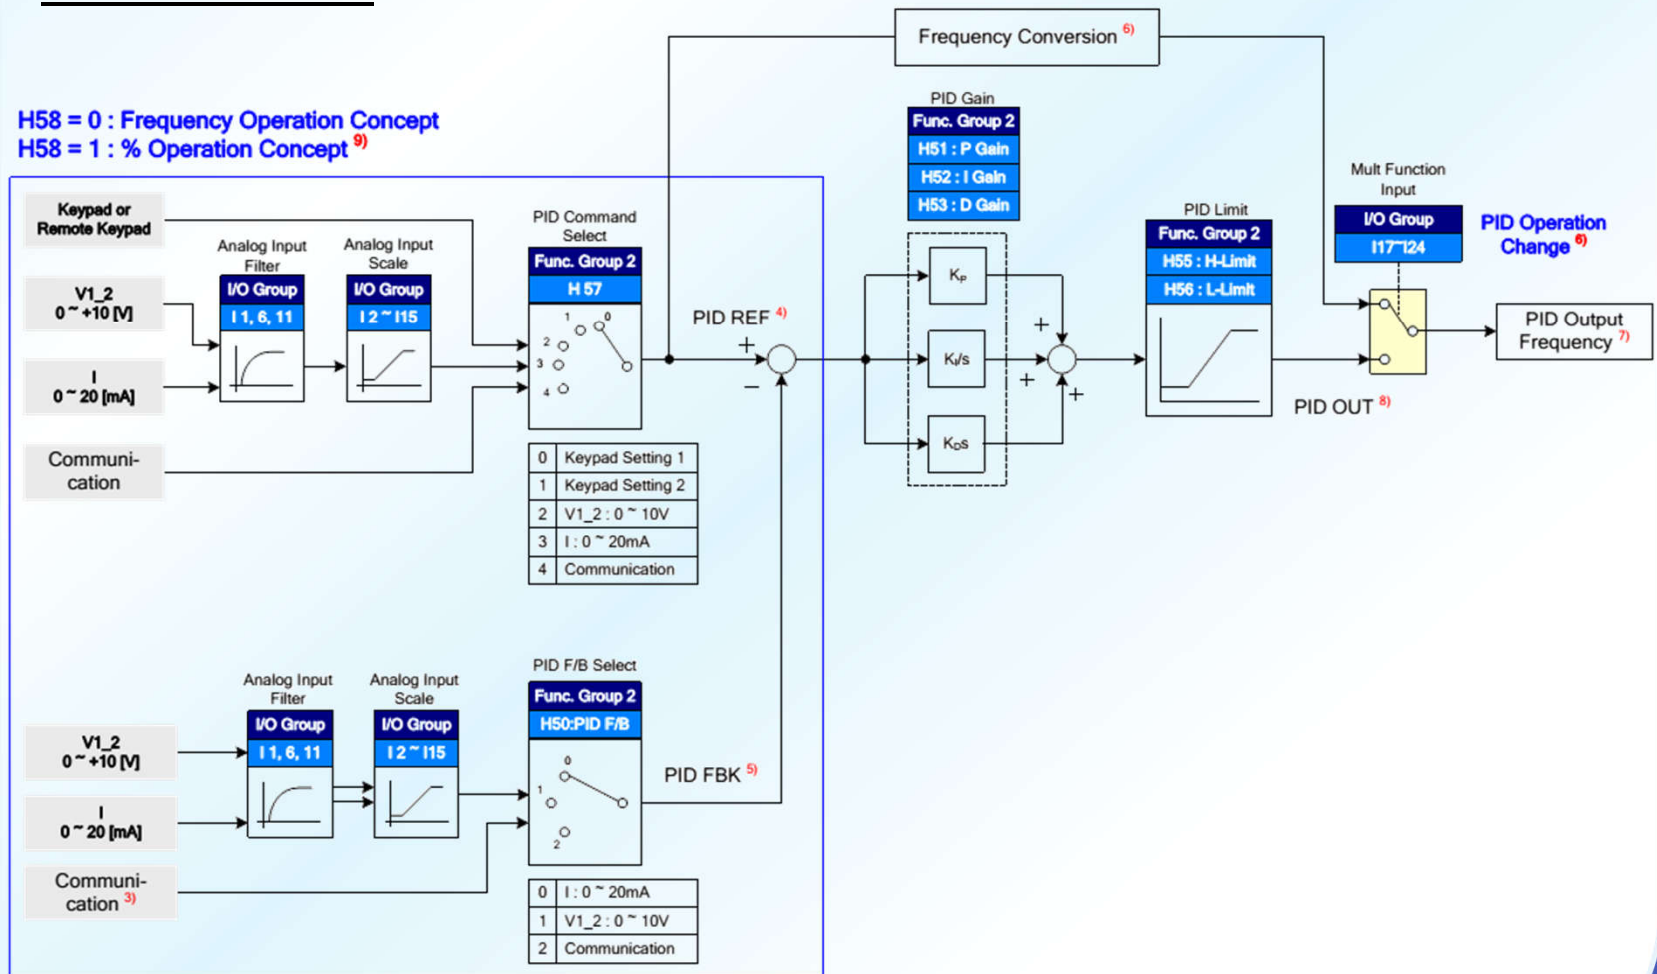 Frequency Conversion 6)
H58 = 0 : Frequency Operation Concept
H58 = 1 : % Operation Concept 9)
PID Gain
Func. Group 2
H51 : P Gain
H52 : I Gain
H53 : D Gain
Mult Function
Input
I/O Group
I17~I24
PID Operation
Change 6)
Keypad or
Remote Keypad
Analog Input
Filter
I/O Group
I 1, 6, 11
Analog Input
Scale
I/O Group
I 2 ~ I15
PID Command
Select
Func. Group 2
H 57
0
1
2
3
4
V1_2
0 ~ +10 [V]
I
0 ~ 20 [mA]
Communi-
cation
PID REF 4)
+
−
KP
KI/s
KDs
+
+
+
PID Limit
Func. Group 2
H55 : H-Limit
H56 : L-Limit
PID OUT 8)
PID Output
Frequency 7)
0 Keypad Setting 1
1 Keypad Setting 2
2 V1_2 : 0 ~ 10V
3 I : 0 ~ 20mA
4 Communication
V1_2
0 ~ +10 [V]
I
0 ~ 20 [mA]
Communi-
cation 3)
Analog Input
Filter
I/O Group
I 1, 6, 11
Analog Input
Scale
I/O Group
I 2 ~ I15
PID F/B Select
Func. Group 2
H50:PID F/B
0
1
2
PID FBK 5)
0 I : 0 ~ 20mA
1 V1_2 : 0 ~ 10V
2 Communication